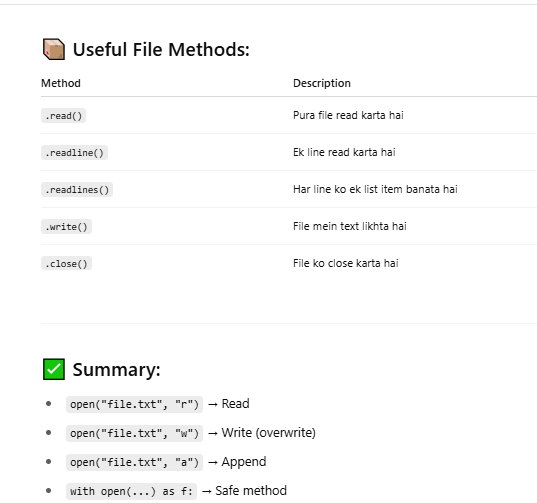 Useful File Methods:
Method Description
.read() Pura file read karta hai
.readline() Ek line read karta hai
.readlines() Har line ko ek list item banata hai
.write() File mein text likhta hai
.close() File ko close karta hai
Summary:
open("file.txt", "r") → Read
open("file.txt", "w") → Write (overwrite)
open("file.txt", "a") → Append
with open(...) as f: → Safe method